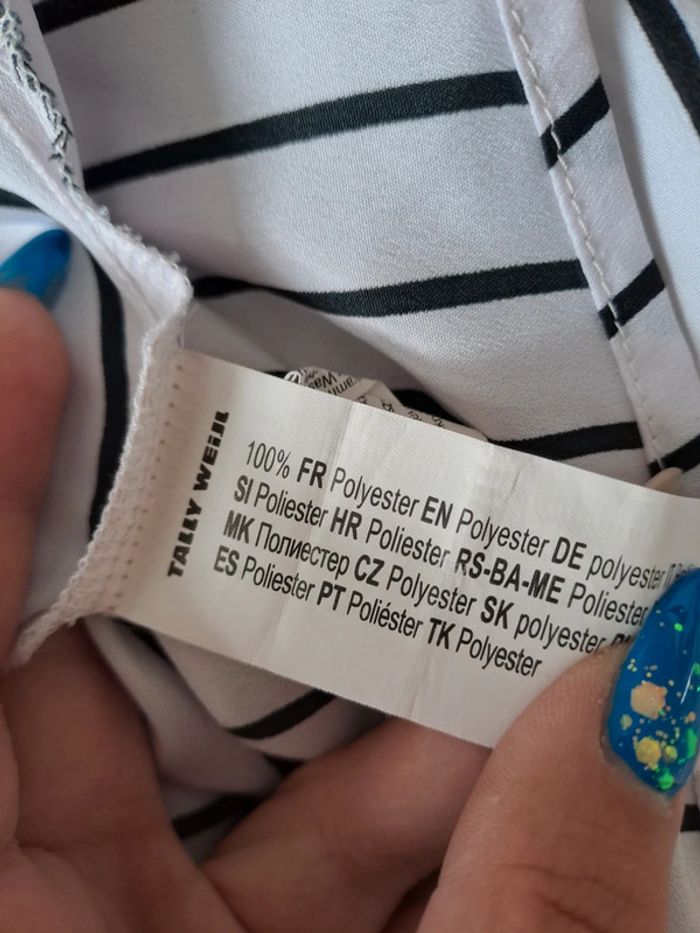 TALLY WEiJL
100% FR Polyester EN Polyester DE polyester
SI Poliester HR Poliester RS-BA-ME Poliester
MK Полиестер CZ Polyester SK polyester
ES Poliester PT Poliéster TK Polyester